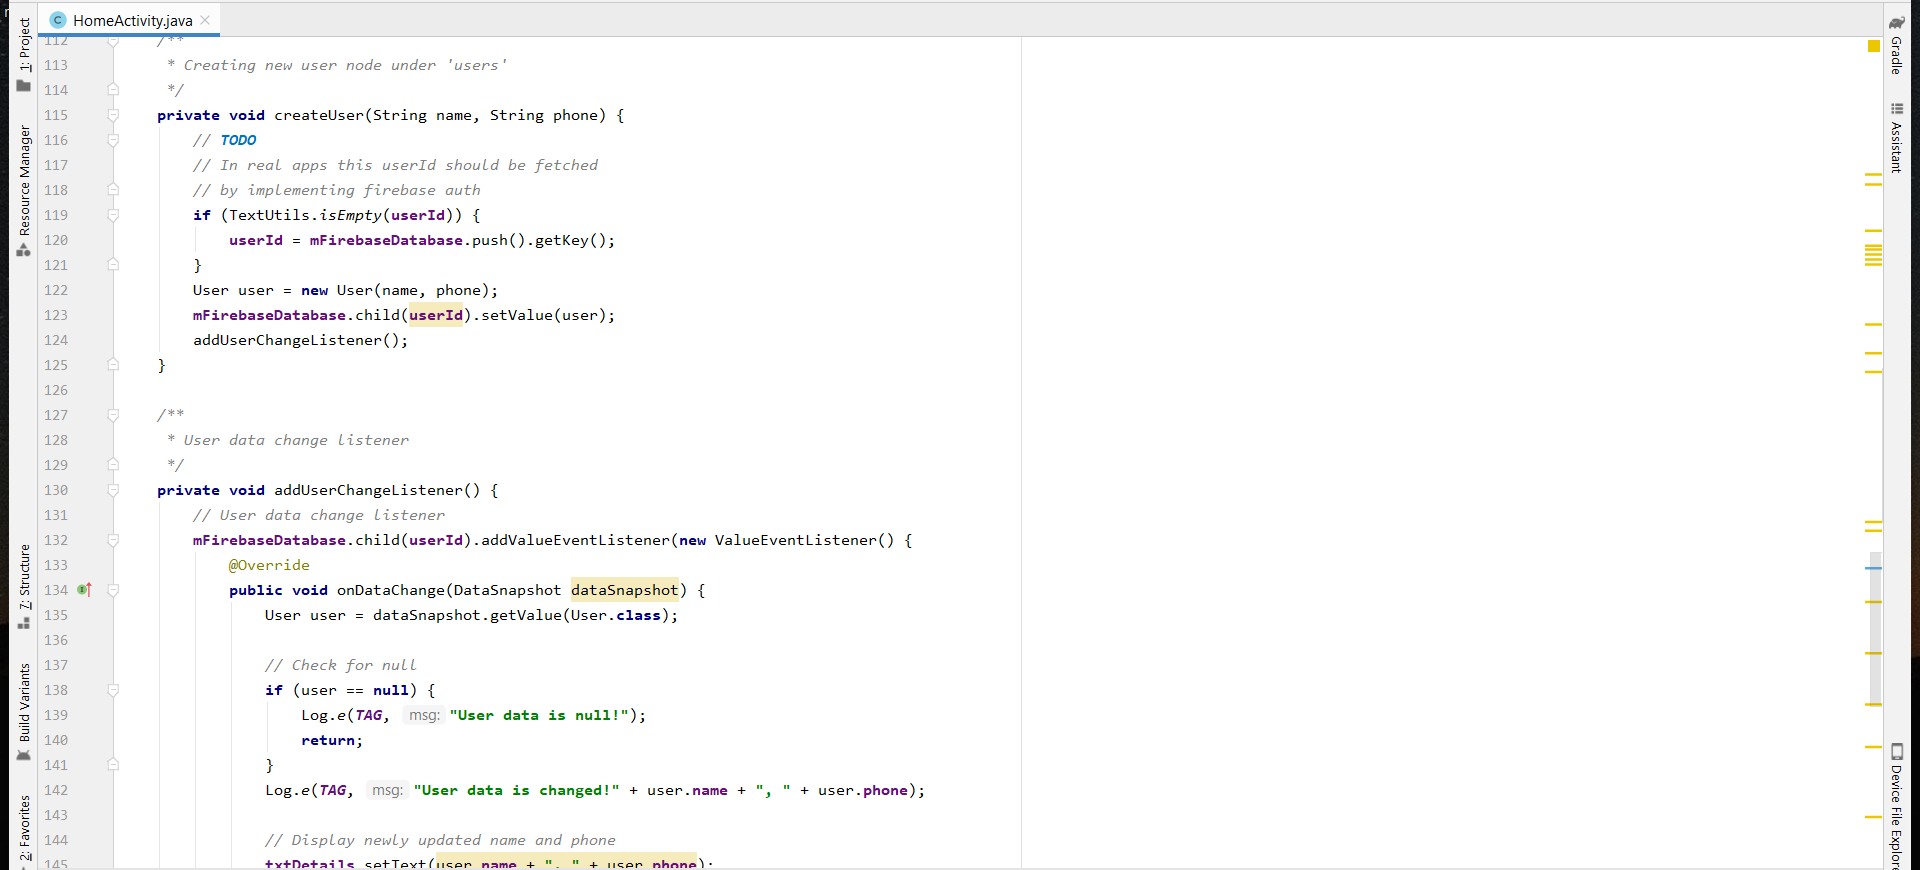 HomeActivity.java
112 /**
113 * Creating new user node under 'users'
114 */
115 private void createUser(String name, String phone) {
116 // TODO
117 // In real apps this userId should be fetched
118 // by implementing firebase auth
119 if (TextUtils.isEmpty(userId)) {
120 userId = mFirebaseDatabase.push().getKey();
121 }
122 User user = new User(name, phone);
123 mFirebaseDatabase.child(userId).setValue(user);
124 addUserChangeListener();
125 }
126
127 /**
128 * User data change listener
129 */
130 private void addUserChangeListener() {
131 // User data change listener
132 mFirebaseDatabase.child(userId).addValueEventListener(new ValueEventListener() {
133 @Override
134 public void onDataChange(DataSnapshot dataSnapshot) {
135 User user = dataSnapshot.getValue(User.class);
136
137 // Check for null
138 if (user == null) {
139 Log.e(TAG, msg: "User data is null!");
140 return;
141 }
142 Log.e(TAG, msg: "User data is changed!" + user.name + ", " + user.phone);
143
144 // Display newly updated name and phone
145 txtDetails.setText(user.name + ", " + user.phone);
1: Project
Resource Manager
7: Structure
Build Variants
2: Favorites
Gradle
Assistant
Device File Explore